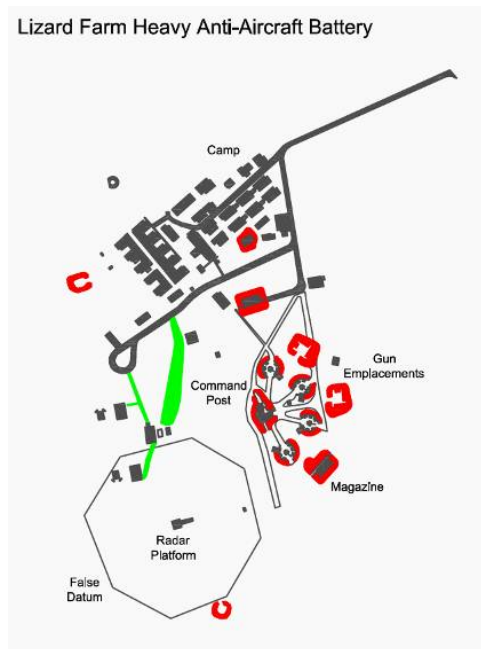 Lizard Farm Heavy Anti-Aircraft Battery
Camp
Gun
Emplacements
Command
Post
Magazine
Radar
Platform
False
Datum